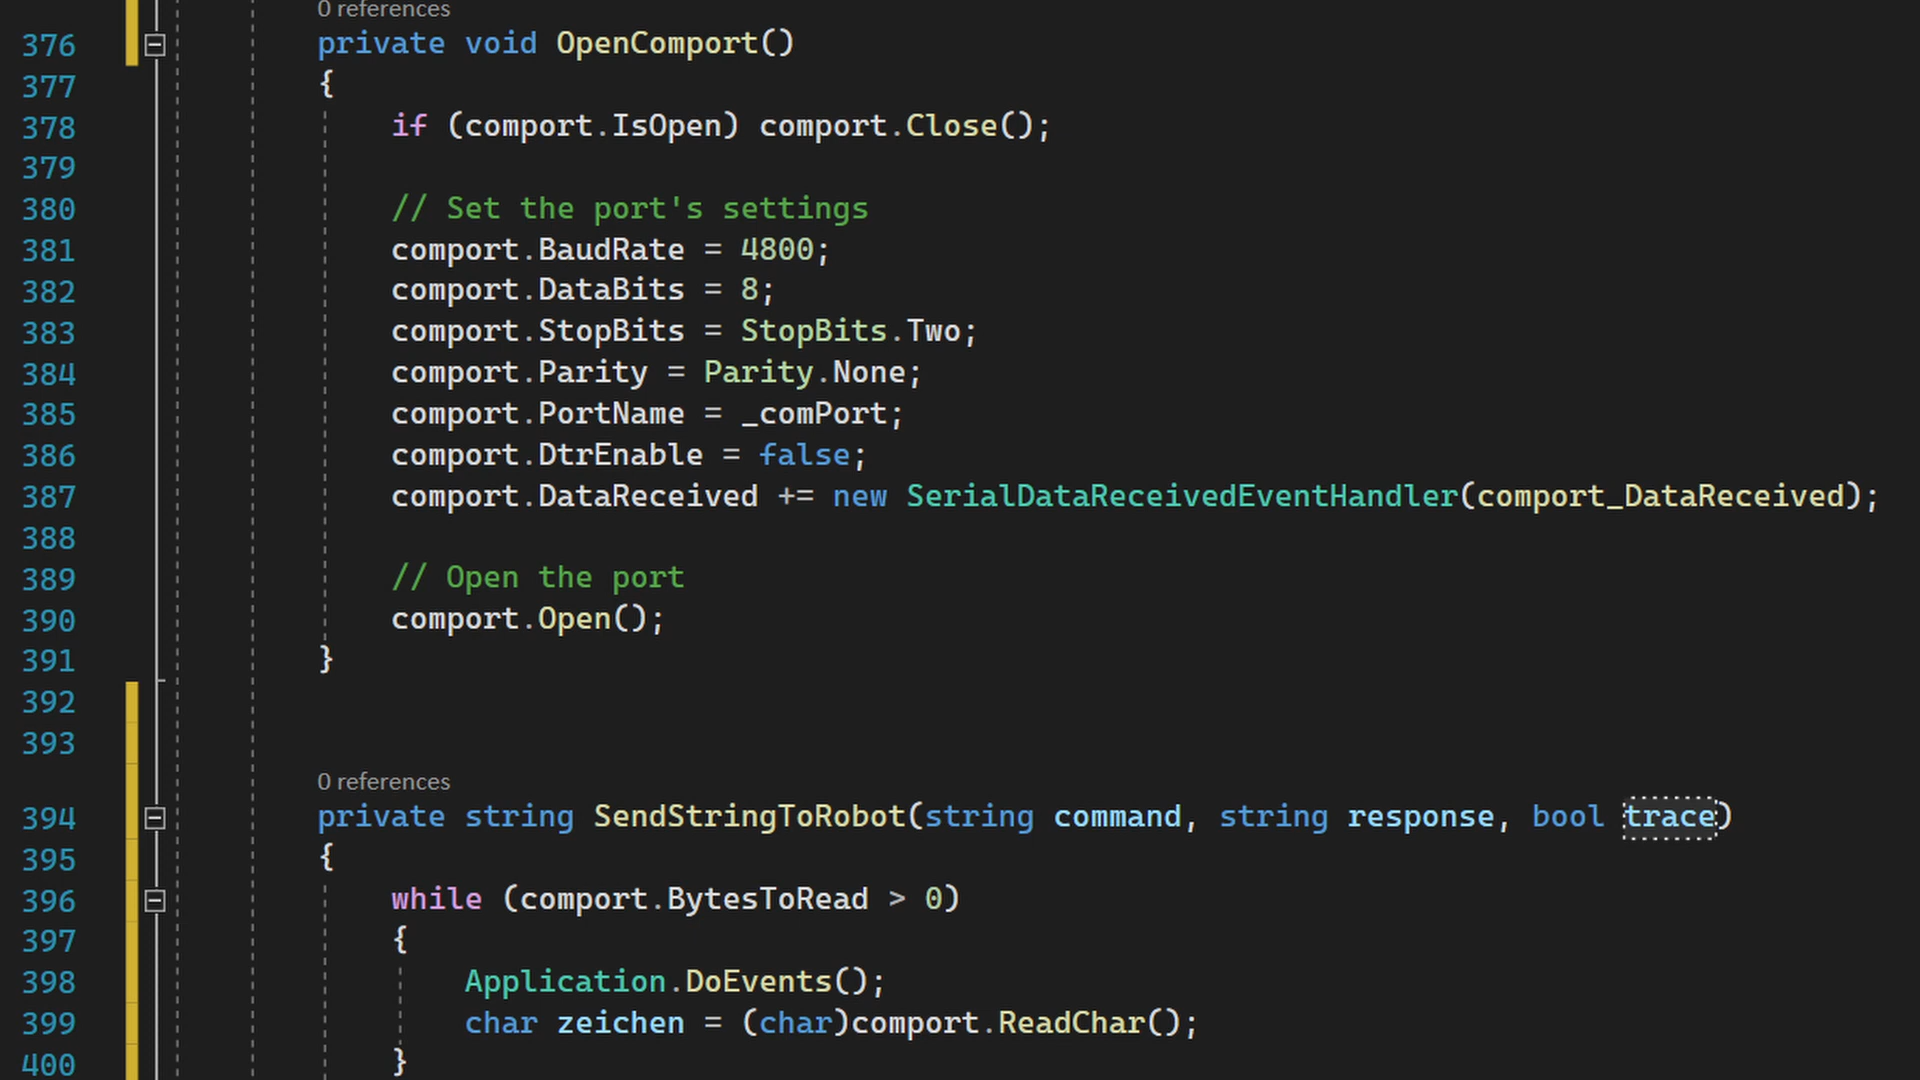 0 references
376 private void OpenComport()
377 {
378 if (comport.IsOpen) comport.Close();
379
380 // Set the port's settings
381 comport.BaudRate = 4800;
382 comport.DataBits = 8;
383 comport.StopBits = StopBits.Two;
384 comport.Parity = Parity.None;
385 comport.PortName = _comPort;
386 comport.DtrEnable = false;
387 comport.DataReceived += new SerialDataReceivedEventHandler(comport_DataReceived);
388
389 // Open the port
390 comport.Open();
391 }
392
393
0 references
394 private string SendStringToRobot(string command, string response, bool trace)
395 {
396 while (comport.BytesToRead > 0)
397 {
398 Application.DoEvents();
399 char zeichen = (char)comport.ReadChar();
400 }